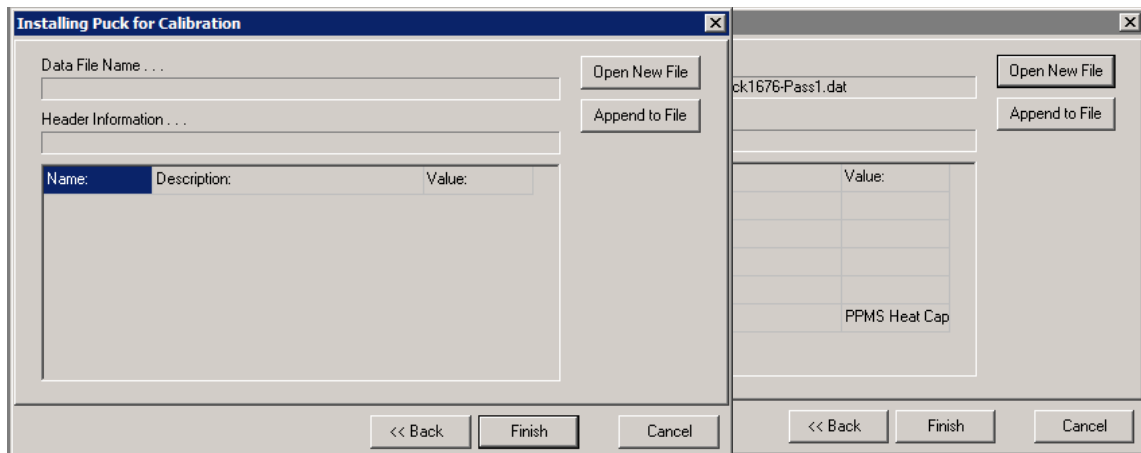 Installing Puck for Calibration
Data File Name . . .
Open New File
Header Information . . .
Append to File
Name: Description: Value:
<< Back Finish Cancel
Open New File
ck1676-Pass1.dat
Append to File
Value:
PPMS Heat Cap
<< Back Finish Cancel